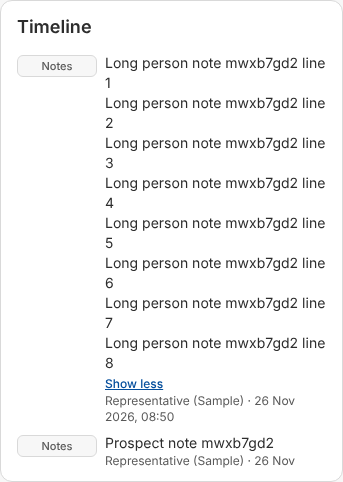 Timeline
Notes
Long person note mwxb7gd2 line
1
Long person note mwxb7gd2 line
2
Long person note mwxb7gd2 line
3
Long person note mwxb7gd2 line
4
Long person note mwxb7gd2 line
5
Long person note mwxb7gd2 line
6
Long person note mwxb7gd2 line
7
Long person note mwxb7gd2 line
8
Show less
Representative (Sample) · 26 Nov
2026, 08:50
Notes
Prospect note mwxb7gd2
Representative (Sample) · 26 Nov